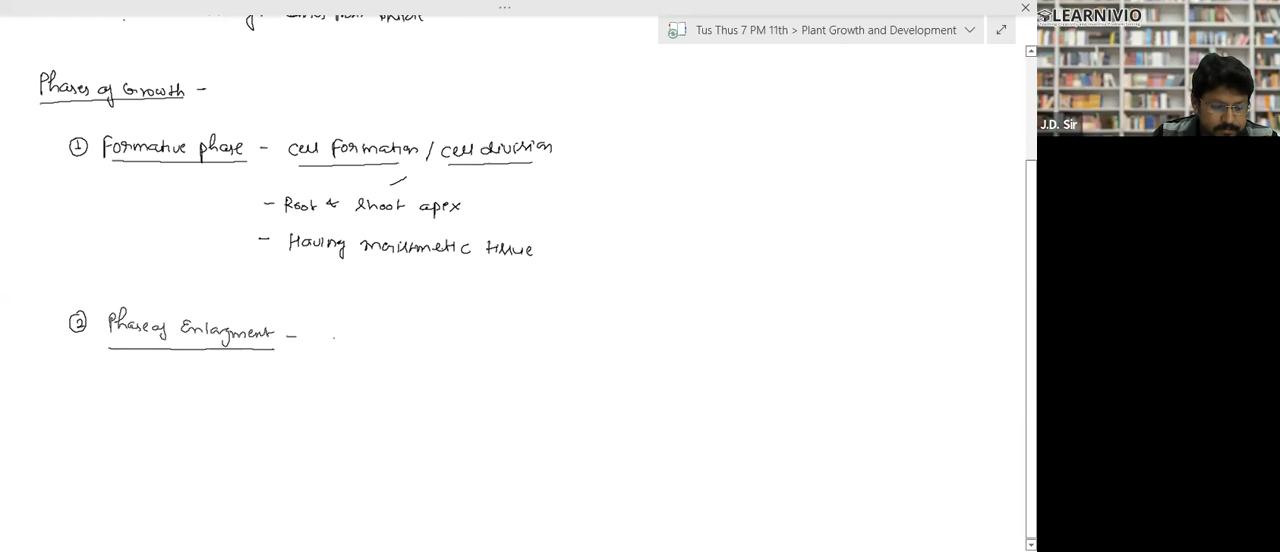 LEARNIVIO
Tus Thus 7 PM 11th > Plant Growth and Development
J.D. Sir
Phases of Growth -
① Formative phase - cell formation / cell division
- Root & Shoot apex
- Having meristmetic tissue
② Phase of Enlargment -